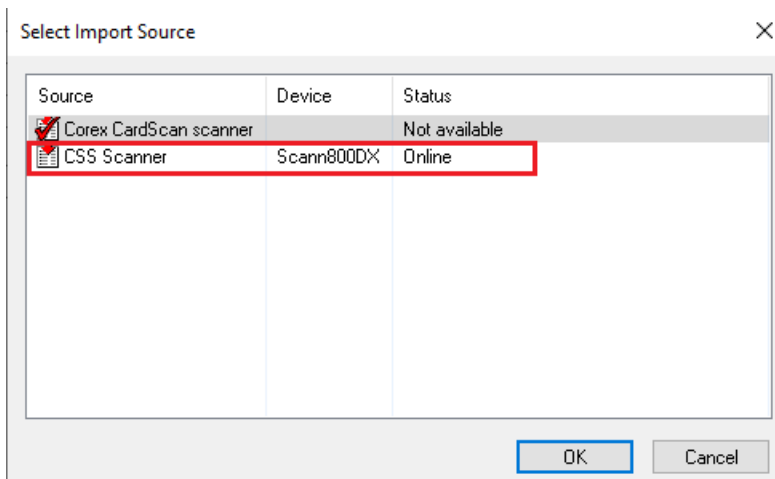 Select Import Source
Source Device Status
Corex CardScan scanner Not available
CSS Scanner Scann800DX Online
OK Cancel